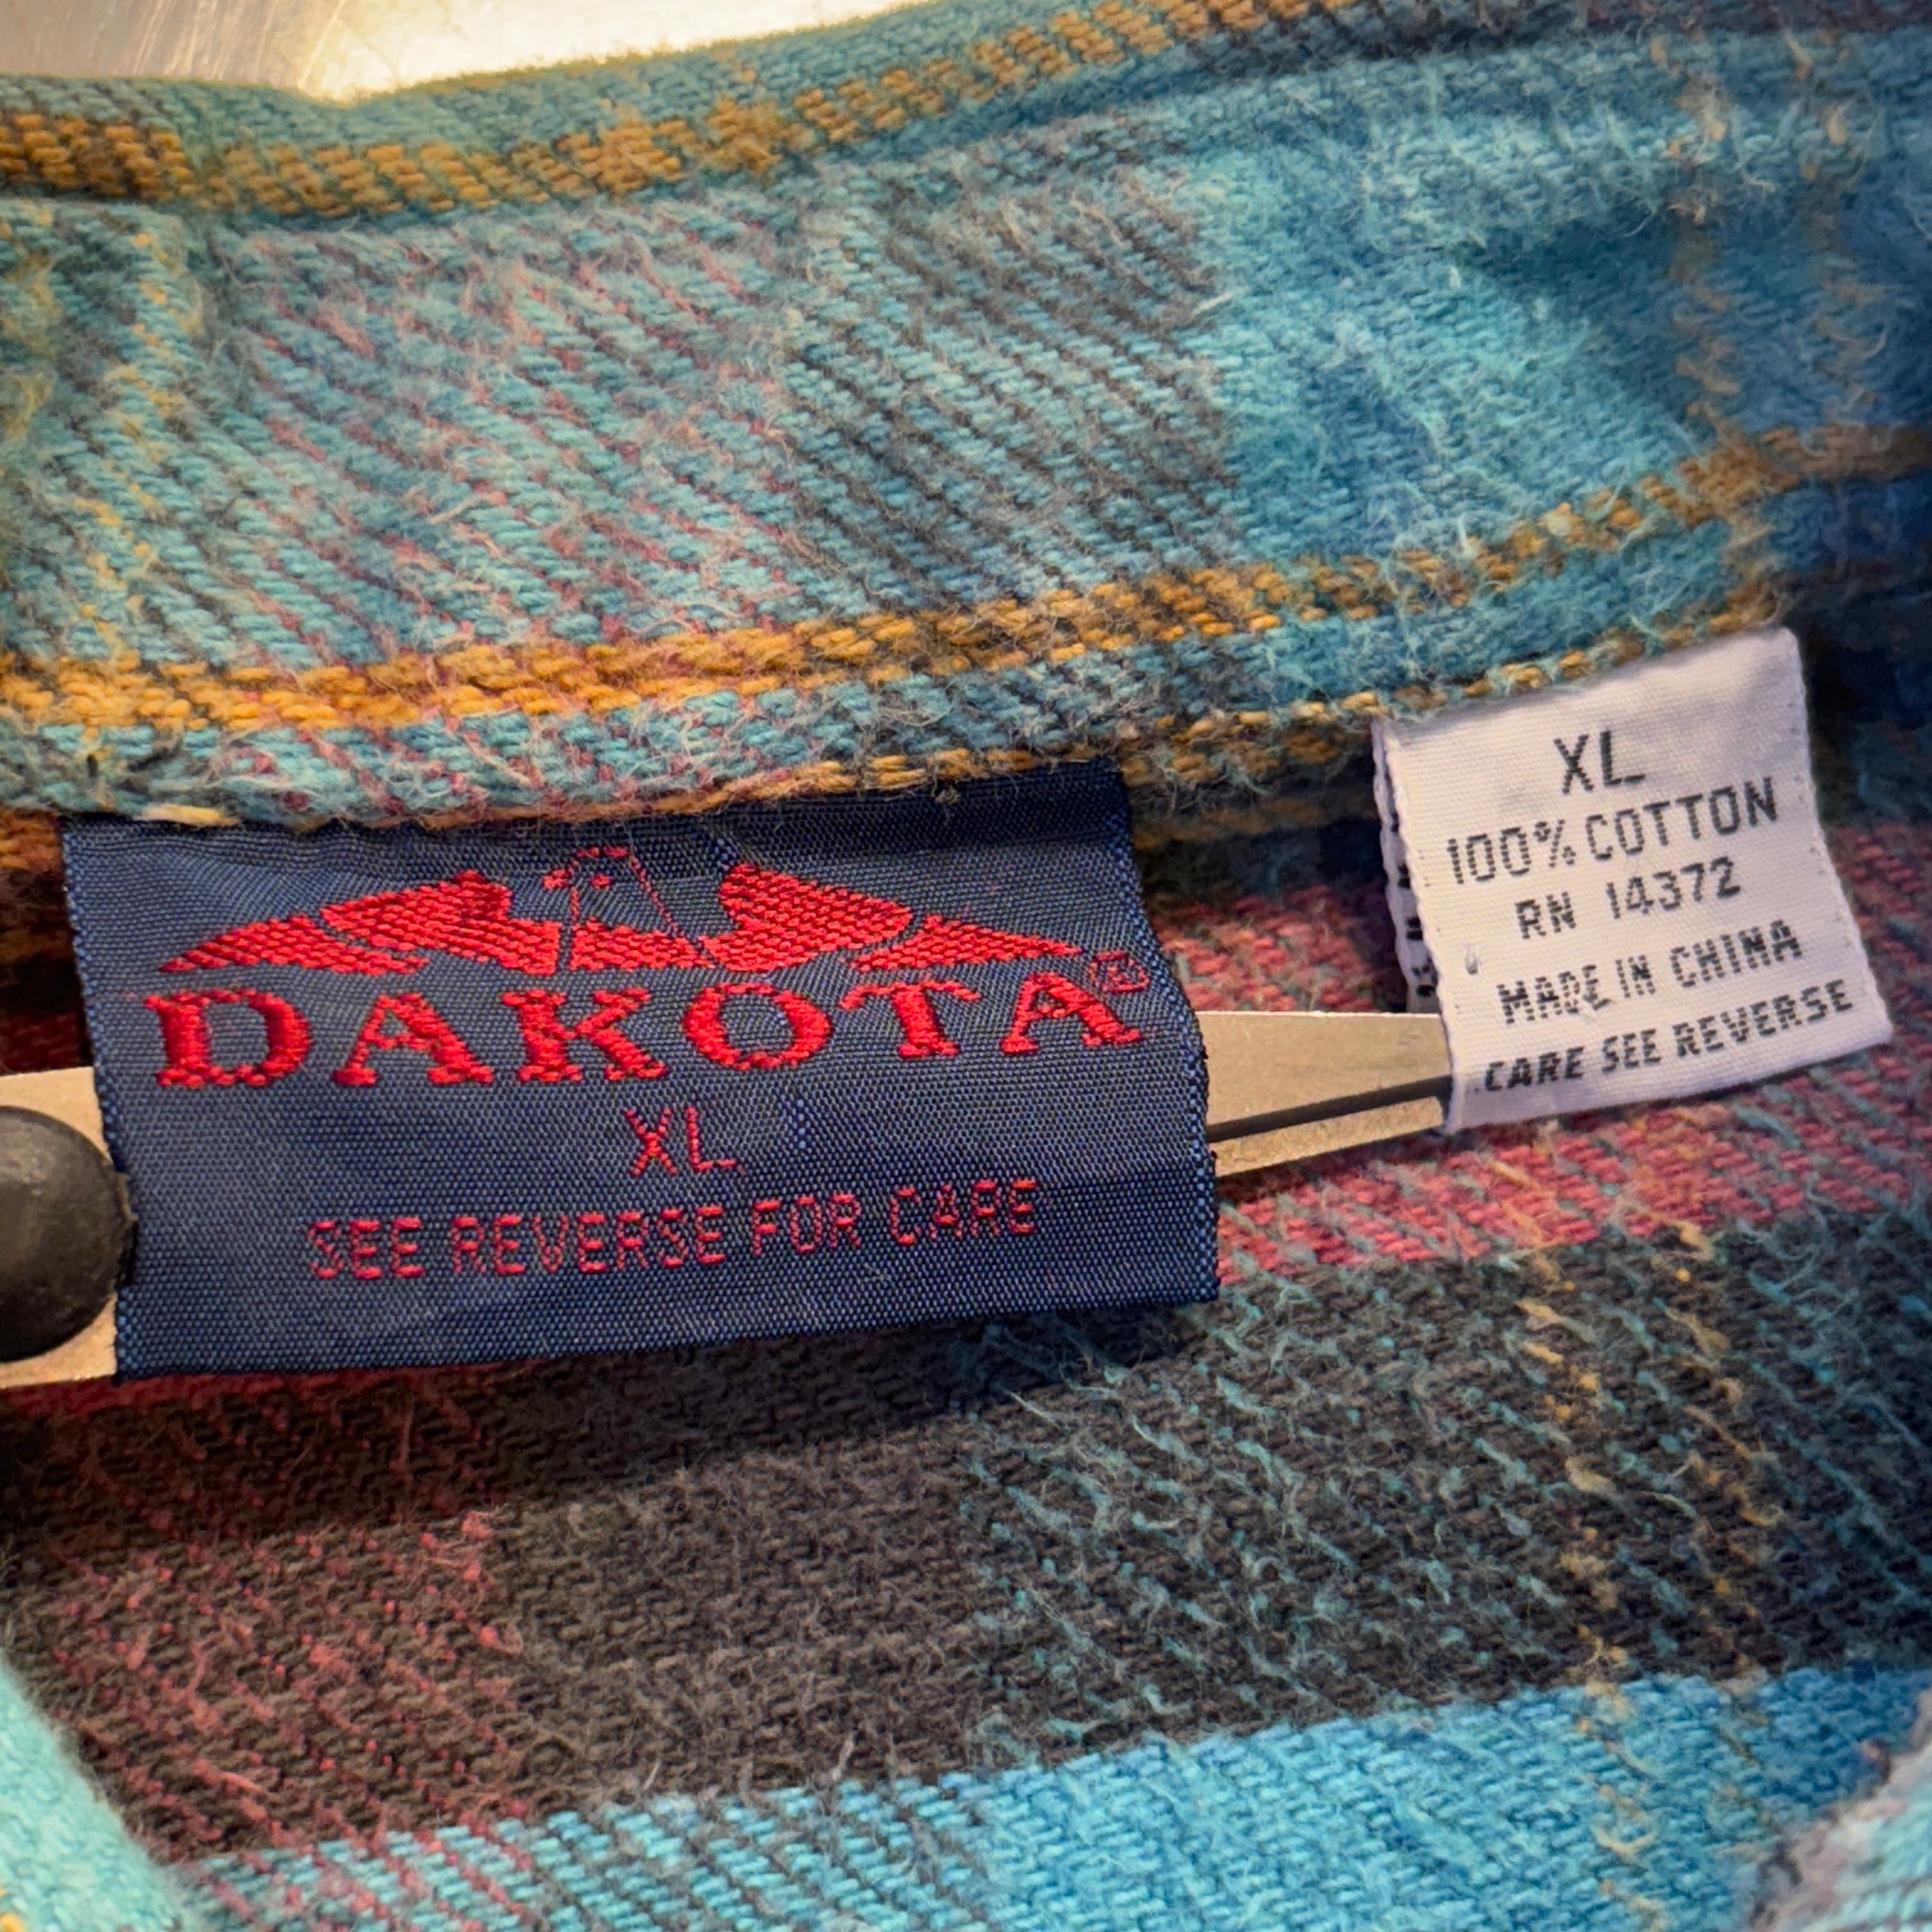 DAKOTA®
XL
SEE REVERSE FOR CARE
XL
100% COTTON
RN 14372
MADE IN CHINA
CARE SEE REVERSE